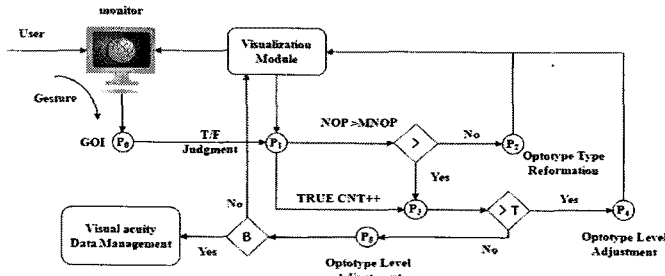 monitor
User
Visualization
Module
Gesture
NOP >MNOP
GOI P0
T/F
Judgment
P1
>
No
P2
Optotype Type
Reformation
Yes
TRUE CNT++
P3
> T
Yes
P4
No
Visual acuity
Data Management
Yes
B
No
P5
Optotype Level
Adjustment
Optotype Level